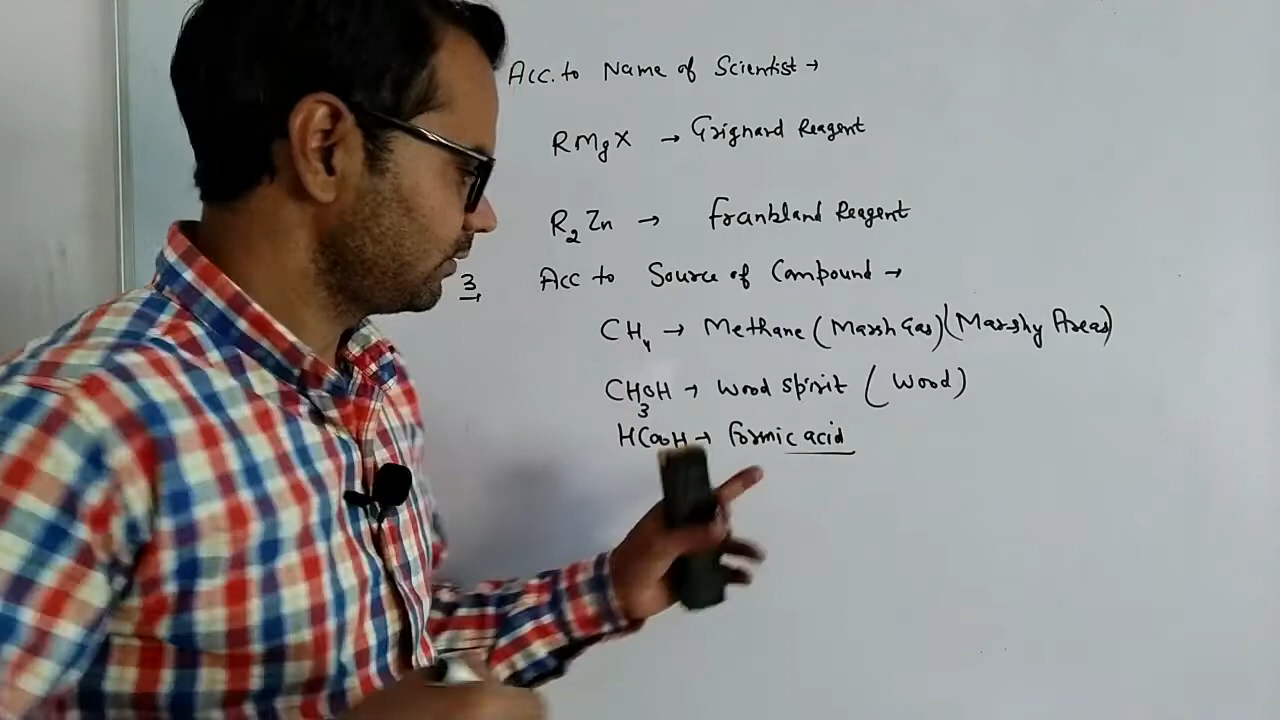 Acc. to Name of Scientist →
RMgX → Grignard Reagent
R₂Zn → Frankland Reagent
3→ Acc to Source of Compound →
CH₄ → Methane (Marsh Gas) (Marshy Areas)
CH₃OH → Wood Spirit (Wood)
HCOOH → Formic acid